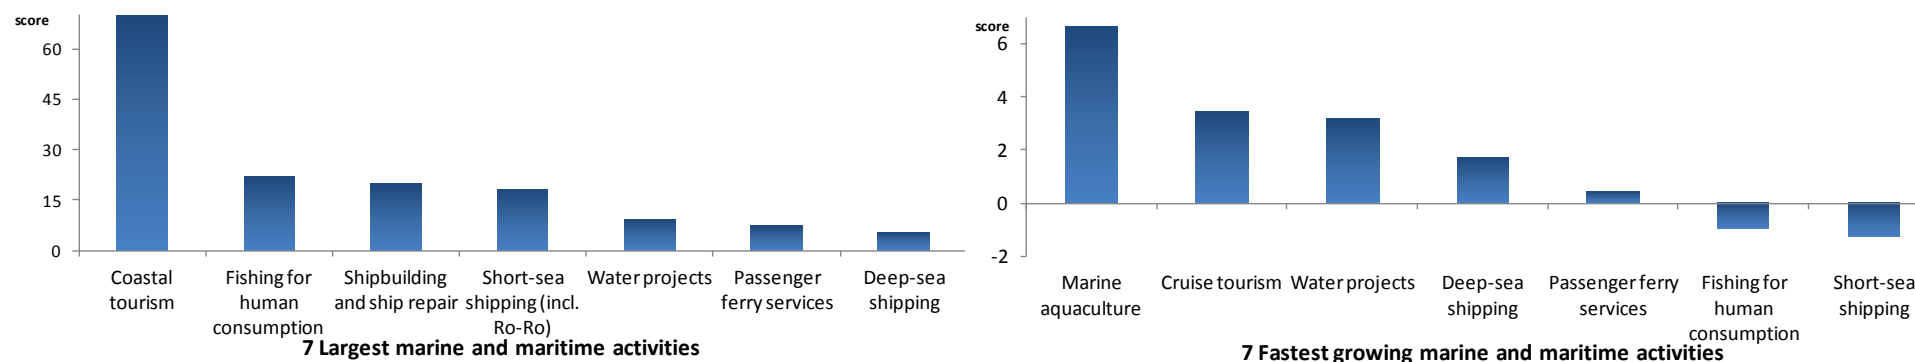 score
60
45
30
15
0
Coastal
tourism
Fishing for
human
consumption
Shipbuilding
and ship repair
Short-sea
shipping (incl.
Ro-Ro)
Water projects
Passenger
ferry services
Deep-sea
shipping
7 Largest marine and maritime activities
score
6
4
2
0
-2
Marine
aquaculture
Cruise tourism
Water projects
Deep-sea
shipping
Passenger ferry
services
Fishing for
human
consumption
Short-sea
shipping
7 Fastest growing marine and maritime activities